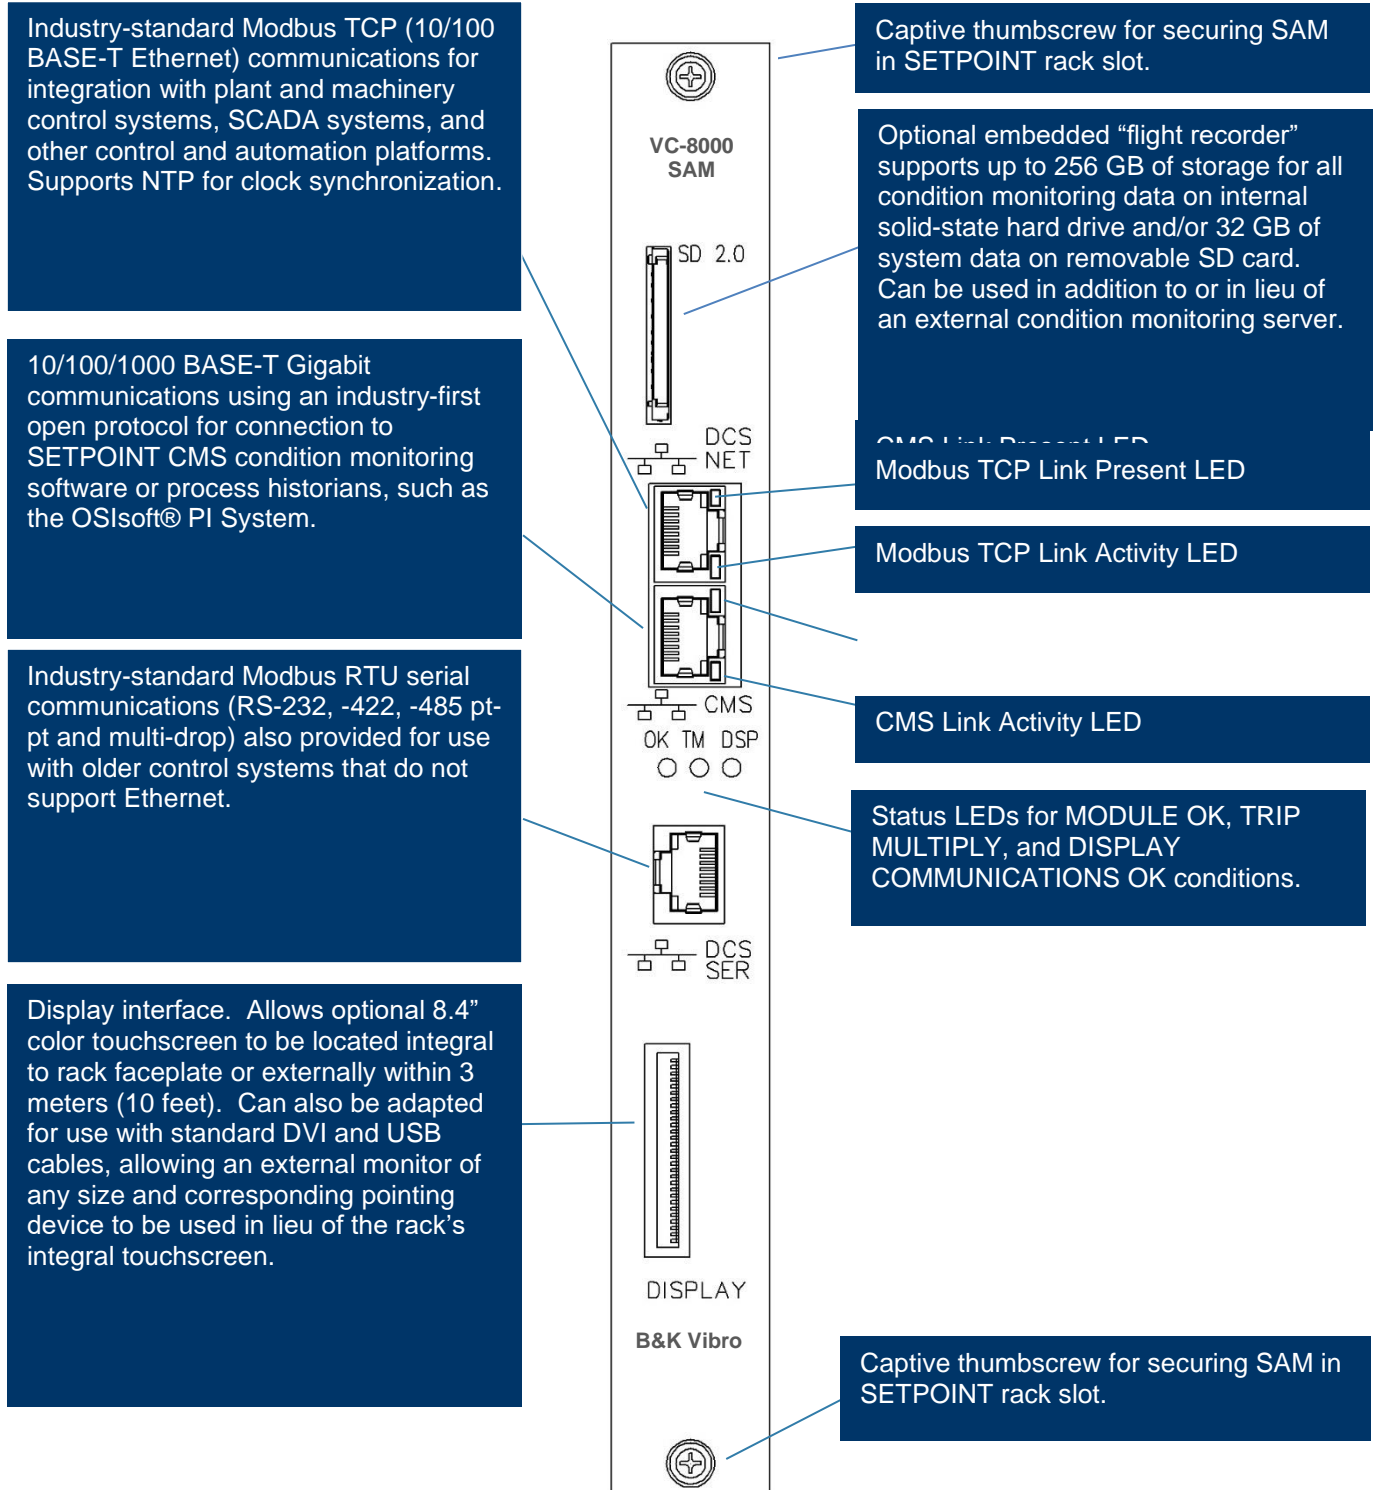 Industry-standard Modbus TCP (10/100
BASE-T Ethernet) communications for
integration with plant and machinery
control systems, SCADA systems, and
other control and automation platforms.
Supports NTP for clock synchronization.
10/100/1000 BASE-T Gigabit
communications using an industry-first
open protocol for connection to
SETPOINT CMS condition monitoring
software or process historians, such as
the OSIsoft® PI System.
Industry-standard Modbus RTU serial
communications (RS-232, -422, -485 pt-
pt and multi-drop) also provided for use
with older control systems that do not
support Ethernet.
Display interface.  Allows optional 8.4”
color touchscreen to be located integral
to rack faceplate or externally within 3
meters (10 feet).  Can also be adapted
for use with standard DVI and USB
cables, allowing an external monitor of
any size and corresponding pointing
device to be used in lieu of the rack’s
integral touchscreen.
VC-8000
SAM
SD 2.0
DCS
NET
CMS
OK TM DSP
DCS
SER
DISPLAY
B&K Vibro
Captive thumbscrew for securing SAM
in SETPOINT rack slot.
Optional embedded “flight recorder”
supports up to 256 GB of storage for all
condition monitoring data on internal
solid-state hard drive and/or 32 GB of
system data on removable SD card.
Can be used in addition to or in lieu of
an external condition monitoring server.
CMS Link Present LED
Modbus TCP Link Present LED
Modbus TCP Link Activity LED
CMS Link Activity LED
Status LEDs for MODULE OK, TRIP
MULTIPLY, and DISPLAY
COMMUNICATIONS OK conditions.
Captive thumbscrew for securing SAM in
SETPOINT rack slot.